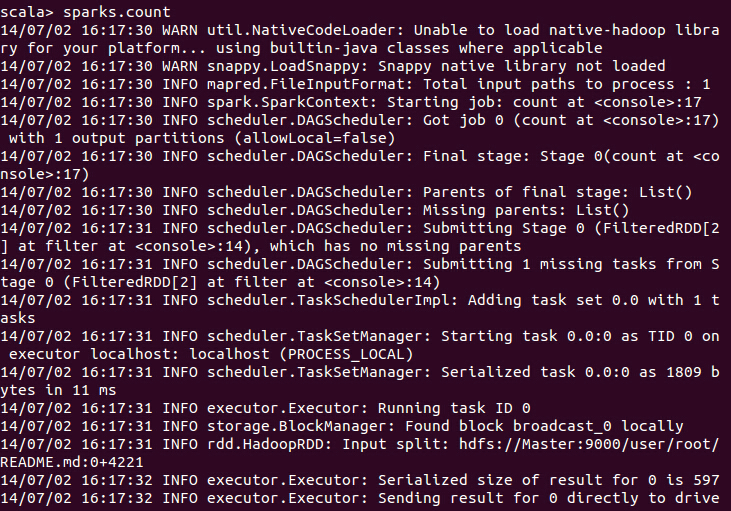 scala> sparks.count
14/07/02 16:17:30 WARN util.NativeCodeLoader: Unable to load native-hadoop libra
ry for your platform... using builtin-java classes where applicable
14/07/02 16:17:30 WARN snappy.LoadSnappy: Snappy native library not loaded
14/07/02 16:17:30 INFO mapred.FileInputFormat: Total input paths to process : 1
14/07/02 16:17:30 INFO spark.SparkContext: Starting job: count at <console>:17
14/07/02 16:17:30 INFO scheduler.DAGScheduler: Got job 0 (count at <console>:17)
 with 1 output partitions (allowLocal=false)
14/07/02 16:17:30 INFO scheduler.DAGScheduler: Final stage: Stage 0(count at <co
nsole>:17)
14/07/02 16:17:30 INFO scheduler.DAGScheduler: Parents of final stage: List()
14/07/02 16:17:30 INFO scheduler.DAGScheduler: Missing parents: List()
14/07/02 16:17:31 INFO scheduler.DAGScheduler: Submitting Stage 0 (FilteredRDD[2
] at filter at <console>:14), which has no missing parents
14/07/02 16:17:31 INFO scheduler.DAGScheduler: Submitting 1 missing tasks from S
tage 0 (FilteredRDD[2] at filter at <console>:14)
14/07/02 16:17:31 INFO scheduler.TaskSchedulerImpl: Adding task set 0.0 with 1 t
asks
14/07/02 16:17:31 INFO scheduler.TaskSetManager: Starting task 0.0:0 as TID 0 on
 executor localhost: localhost (PROCESS_LOCAL)
14/07/02 16:17:31 INFO scheduler.TaskSetManager: Serialized task 0.0:0 as 1809 b
ytes in 11 ms
14/07/02 16:17:31 INFO executor.Executor: Running task ID 0
14/07/02 16:17:31 INFO storage.BlockManager: Found block broadcast_0 locally
14/07/02 16:17:31 INFO rdd.HadoopRDD: Input split: hdfs://Master:9000/user/root/
README.md:0+4221
14/07/02 16:17:32 INFO executor.Executor: Serialized size of result for 0 is 597
14/07/02 16:17:32 INFO executor.Executor: Sending result for 0 directly to drive